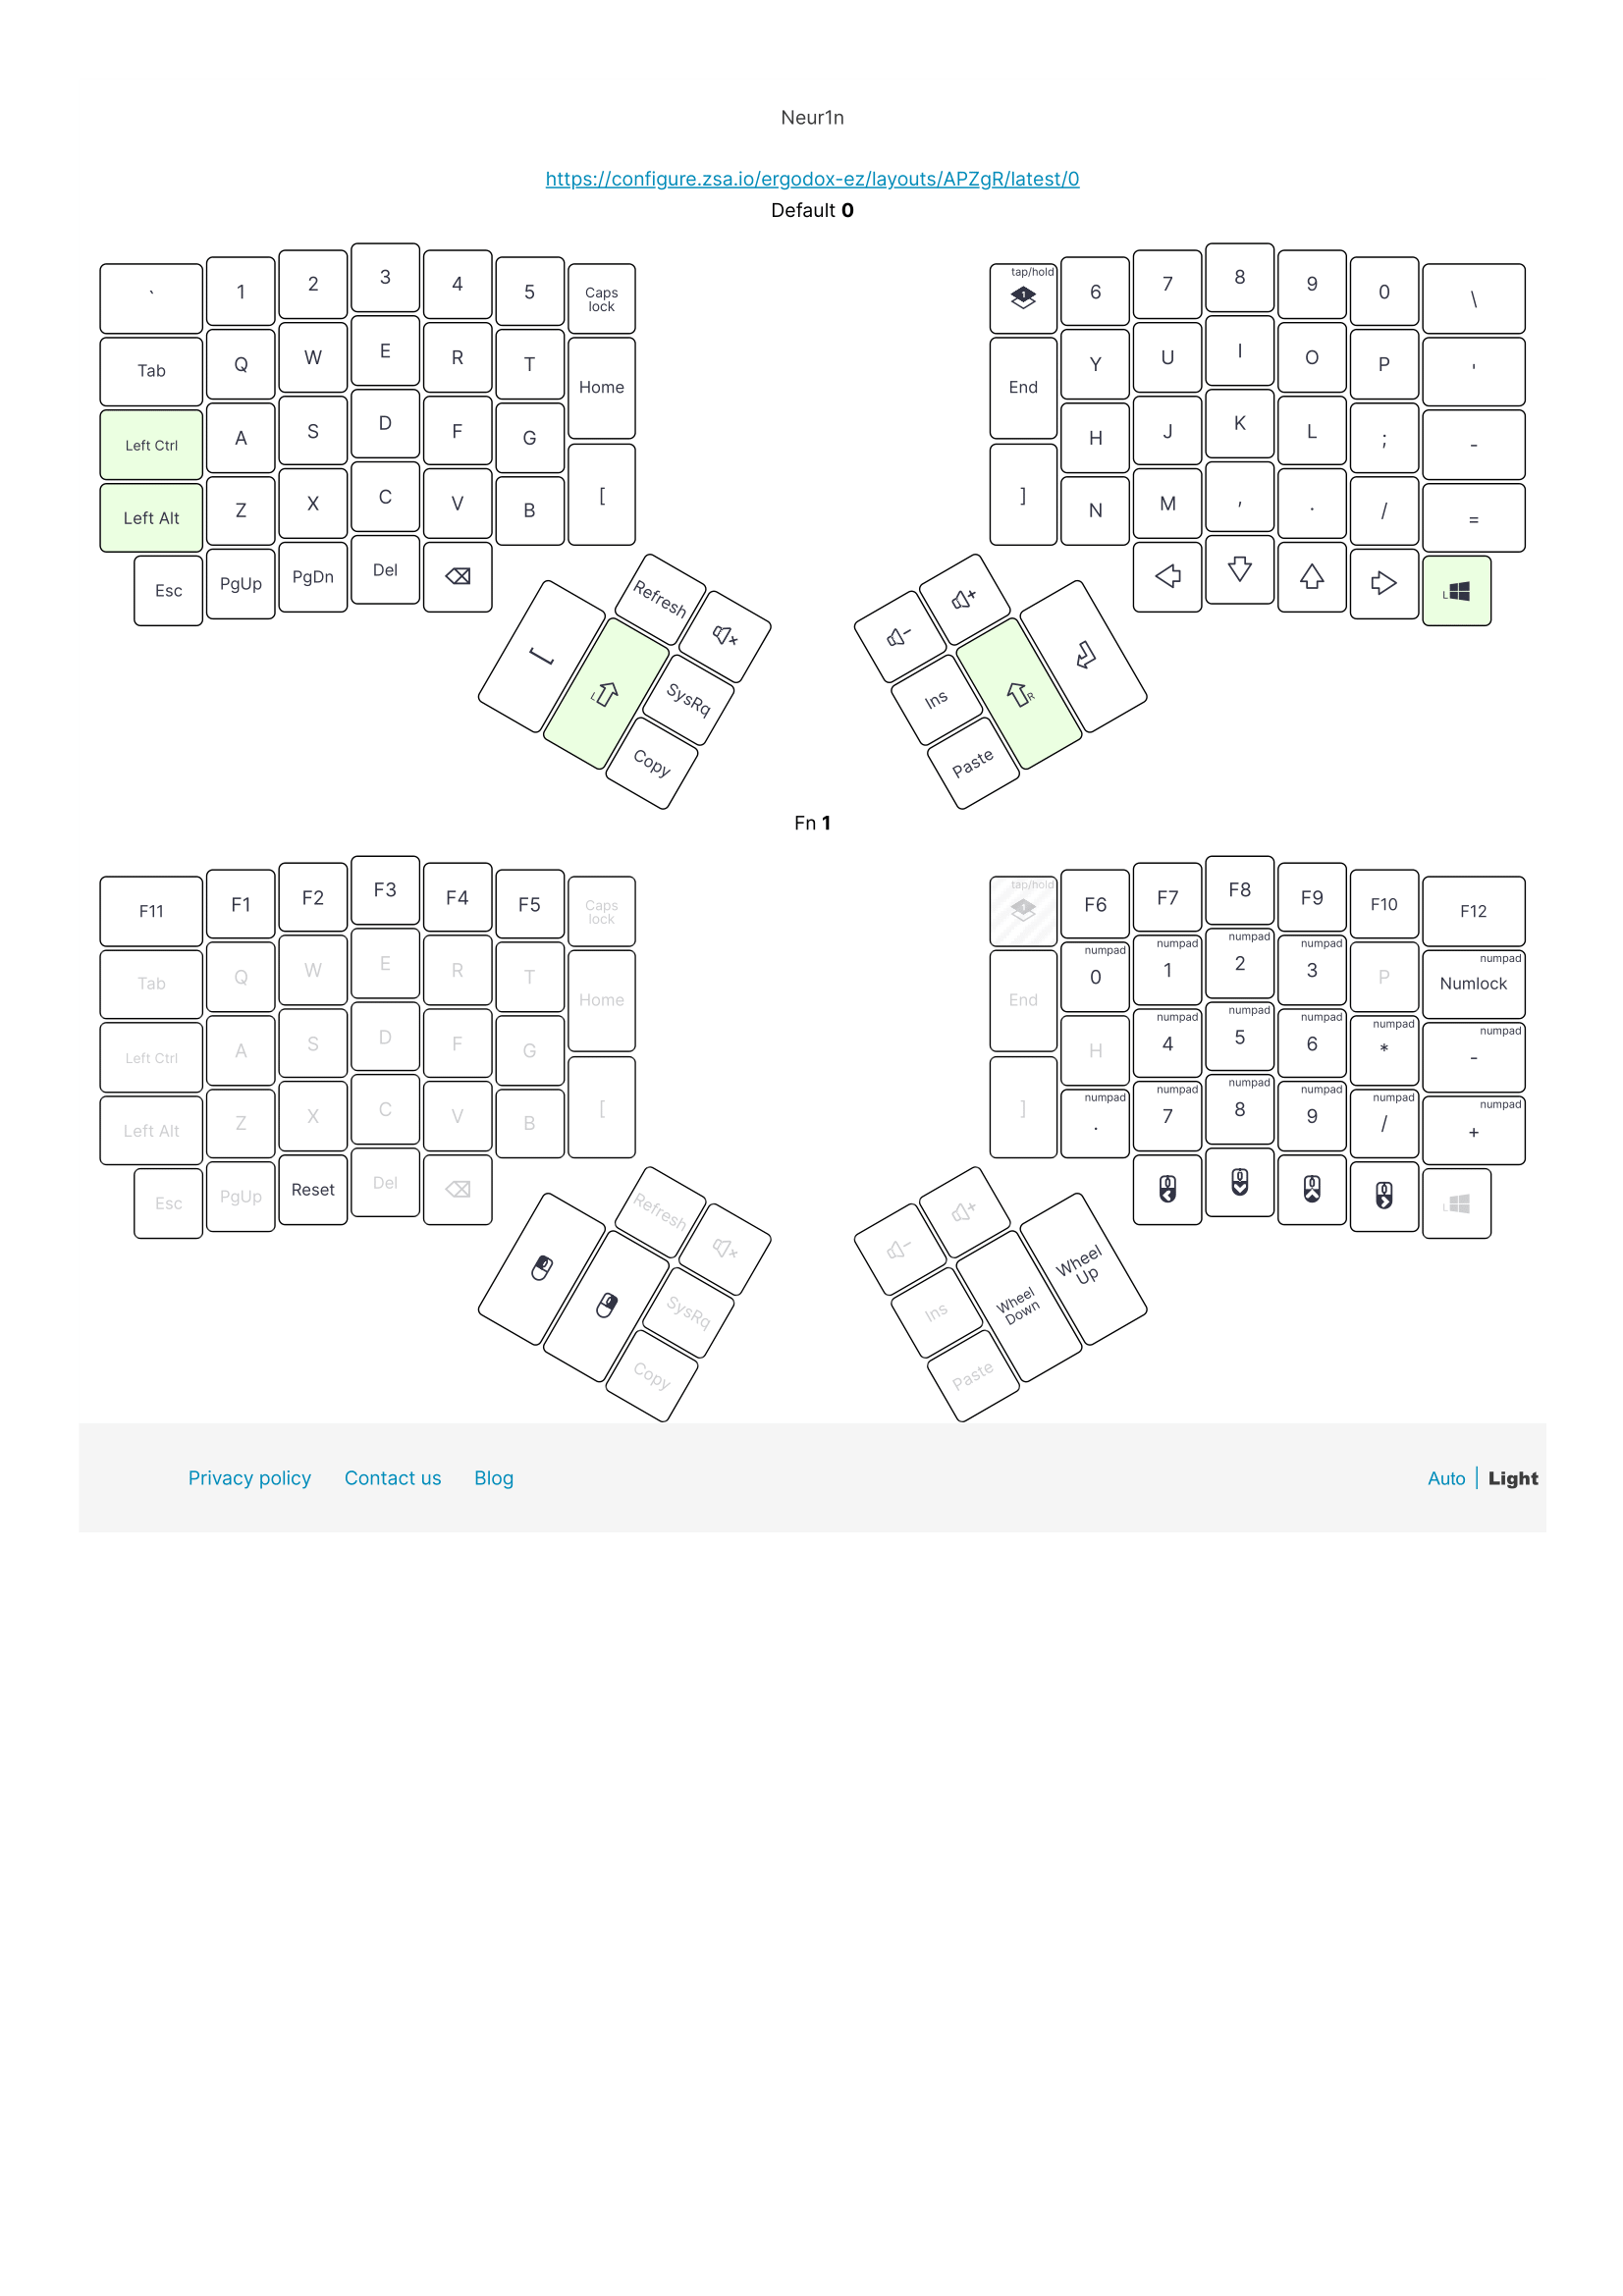 Neur1n
https://configure.zsa.io/ergodox-ez/layouts/APZgR/latest/0
Default 0
` 1 2 3 4 5 Caps lock
tap/hold 1 6 7 8 9 0 \
Tab Q W E R T Home
End Y U I O P '
Left Ctrl A S D F G
H J K L ; -
Left Alt Z X C V B [
] N M , . / =
Esc PgUp PgDn Del
L
Refresh
L SysRq
Copy
Ins R
Paste
Fn 1
F11 F1 F2 F3 F4 F5 Caps lock
tap/hold 1 F6 F7 F8 F9 F10 F12
Tab Q W E R T Home
End numpad 0 numpad 1 numpad 2 numpad 3 P numpad Numlock
Left Ctrl A S D F G
H numpad 4 numpad 5 numpad 6 numpad * numpad -
Left Alt Z X C V B [
] numpad . numpad 7 numpad 8 numpad 9 numpad / numpad +
Esc PgUp Reset Del
L
Refresh
SysRq
Copy
Wheel Up
Ins Wheel Down
Paste
Privacy policy Contact us Blog
Auto Light